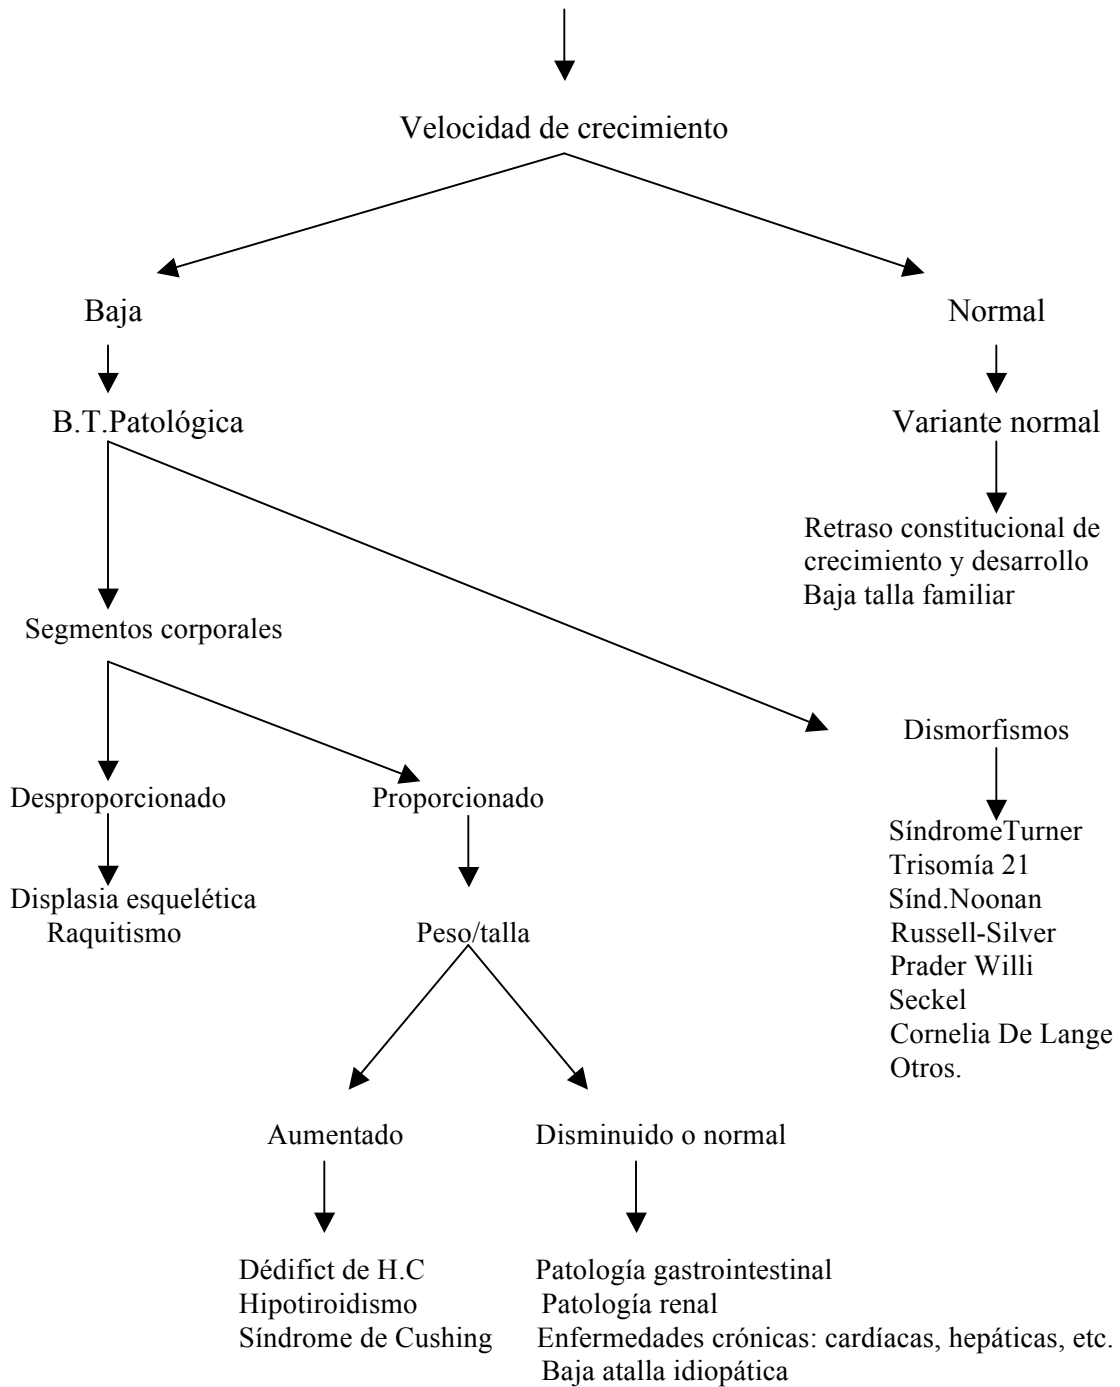 Velocidad de crecimiento
Baja
Normal
B.T.Patológica
Variante normal
Retraso constitucional de
crecimiento y desarrollo
Baja talla familiar
Segmentos corporales
Dismorfismos
Desproporcionado
Proporcionado
SíndromeTurner
Trisomía 21
Sínd.Noonan
Russell-Silver
Prader Willi
Seckel
Cornelia De Lange
Otros.
Displasia esquelética
Raquitismo
Peso/talla
Aumentado
Disminuido o normal
Dédifict de H.C
Hipotiroidismo
Síndrome de Cushing
Patología gastrointestinal
Patología renal
Enfermedades crónicas: cardíacas, hepáticas, etc.
Baja atalla idiopática